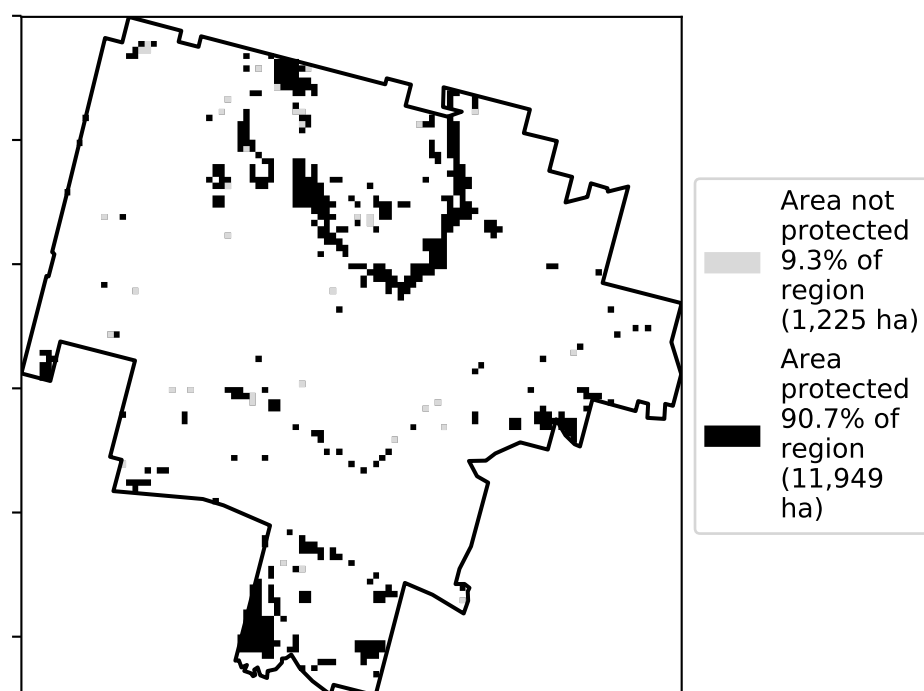 Area not
protected
9.3% of
region
(1,225 ha)
Area
protected
90.7% of
region
(11,949
ha)